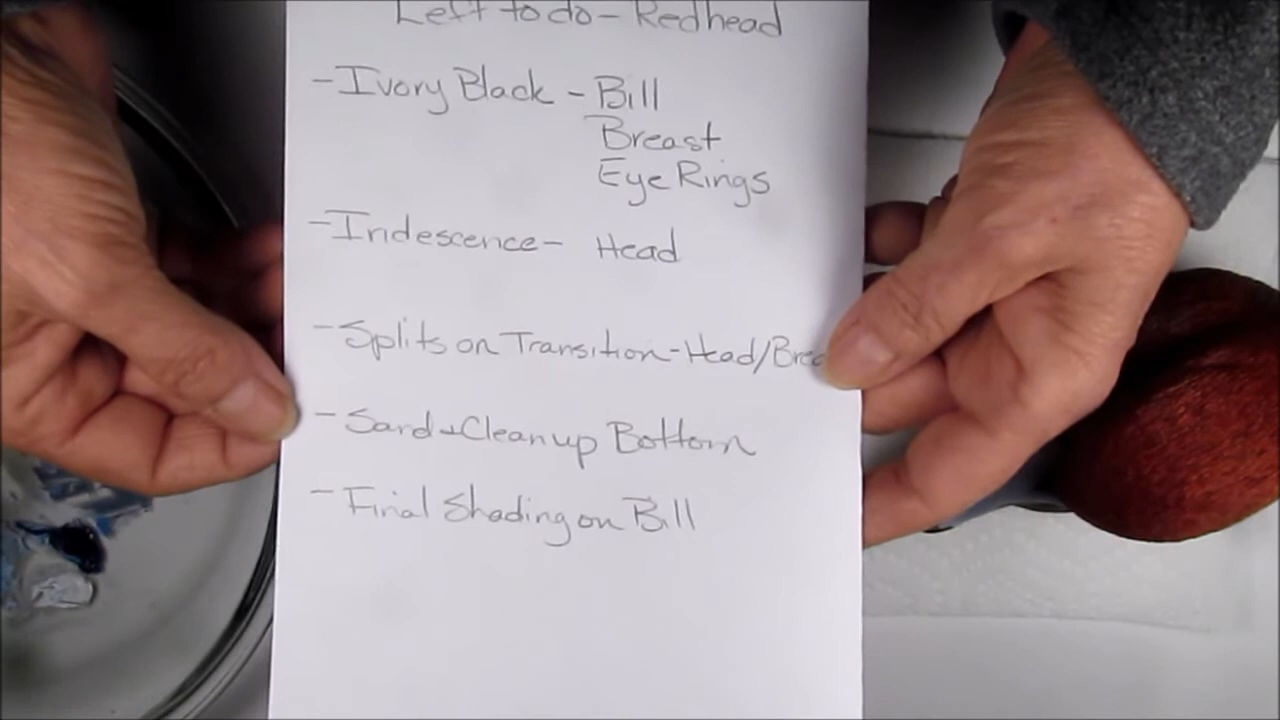 Left to do - Redhead
- Ivory Black - Bill
Breast
Eye Rings
- Iridescence - Head
- Splits on Transition - Head/Brea
- Sand + Clean up Bottom
- Final Shading on Bill